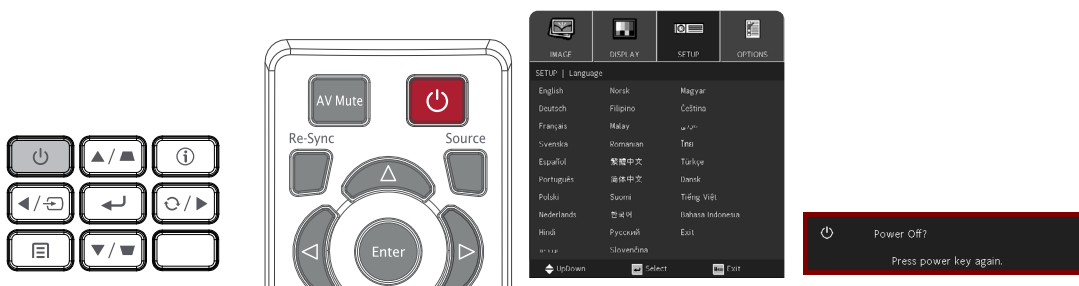 AV Mute
Re-Sync
Source
Enter
IMAGE
DISPLAY
SETUP
OPTIONS
SETUP | Language
English Norsk Magyar
Deutsch Filipino Čeština
Français Malay
Svenska Romanian ไทย
Español 繁體中文 Türkçe
Português 简体中文 Dansk
Polski Suomi Tiếng Việt
Nederlands 한국어 Bahasa Indonesia
Hindi Русский Exit
Slovenčina
UpDown Select Exit
Power Off?
Press power key again.